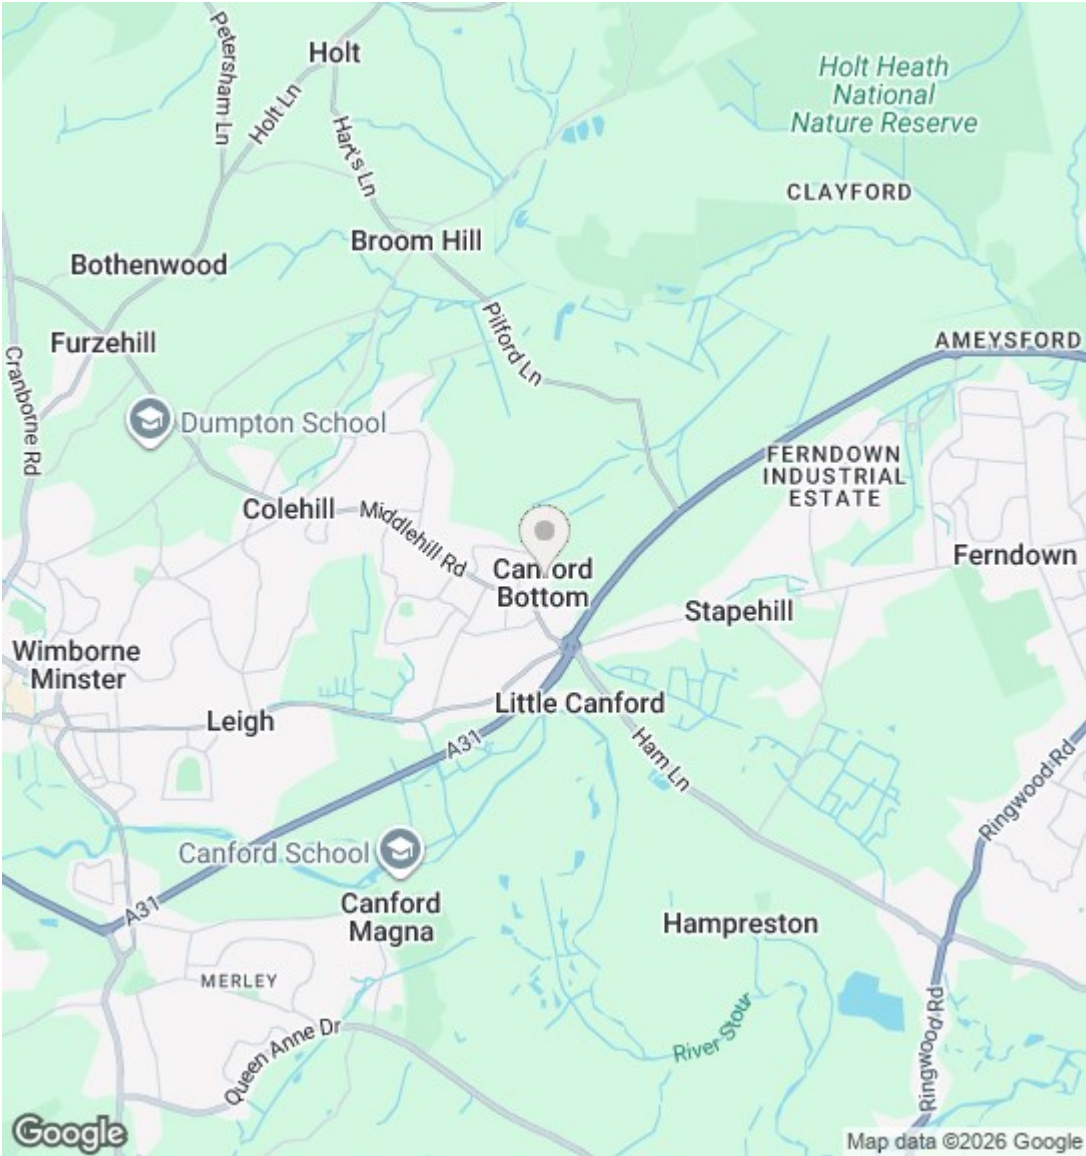 Petersham Ln
Holt
Holt Ln
Hart's Ln
Holt Heath
National
Nature Reserve
CLAYFORD
Broom Hill
Bothenwood
Pilford Ln
Furzehill
AMEYSFORD
Cranborne Rd
Dumpton School
FERNDOWN
INDUSTRIAL
ESTATE
Colehill
Middlehill Rd
Canford
Bottom
Ferndown
Stapehill
Wimborne
Minster
Little Canford
Leigh
A31
Ham Ln
Ringwood Rd
Canford School
Canford
Magna
A31
Hampreston
MERLEY
Queen Anne Dr
River Stour
Ringwood Rd
Google
Map data ©2026 Google